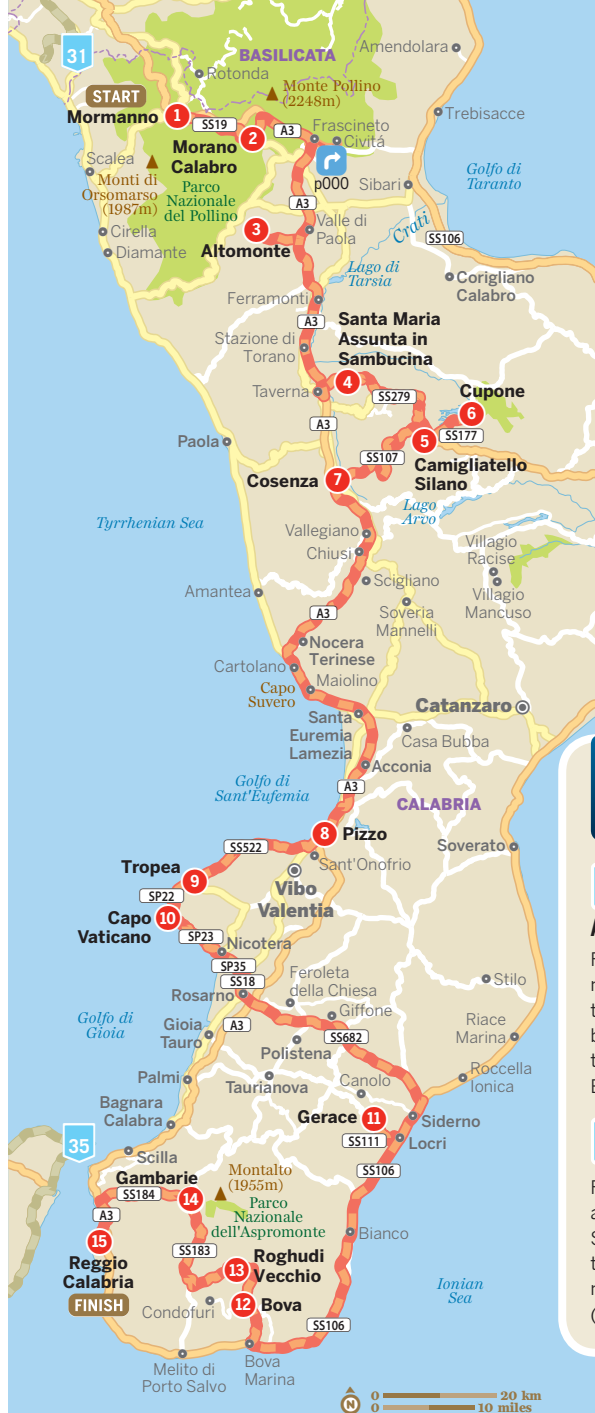 31
BASILICATA
Amendolara
Rotonda
Monte Pollino
(2248m)
START
Mormanno
1
SS19
2
A3
Morano
Calabro
Frascineto
Civitá
p000
Trebisacce
Scalea
Monti di
Orsomarso
(1987m)
Parco
Nazionale
del Pollino
Golfo di
Taranto
Sibari
A3
Cirella
Diamante
3
Altomonte
Valle di
Paola
Crati
SS106
Lago di
Tarsia
Corigliano
Calabro
Ferramonti
A3
Santa Maria
Assunta in
Sambucina
Stazione di
Torano
4
Taverna
SS279
Cupone
6
A3
5
SS177
Paola
SS107
Camigliatello
Silano
Cosenza
7
Lago
Arvo
Tyrrhenian Sea
Vallegiano
Chiusi
Villagio
Racise
Scigliano
Villagio
Mancuso
Amantea
A3
Soveria
Mannelli
Nocera
Terinese
Cartolano
Maiolino
Capo
Suvero
Catanzaro
Santa
Euremia
Lamezia
Casa Bubba
Acconia
Golfo di
Sant'Eufemia
A3
CALABRIA
8
Pizzo
SS522
Soverato
Sant'Onofrio
Tropea
9
Vibo
Valentia
SP22
Capo
Vaticano
10
SP23
Nicotera
SP35
SS18
Feroleta
della Chiesa
Stilo
Rosarno
Giffone
Golfo di
Gioia
Gioia
Tauro
A3
SS682
Riace
Marina
Polistena
Palmi
Taurianova
Canolo
Roccella
Ionica
Bagnara
Calabra
Gerace
11
Siderno
SS111
Locri
35
Scilla
SS106
Gambarie
Montalto
(1955m)
SS184
14
Parco
Nazionale
dell'Aspromonte
A3
Bianco
15
SS183
Reggio
Calabria
13
Roghudi
Vecchio
Ionian
Sea
FINISH
Condofuri
12
Bova
SS106
Melito di
Porto Salvo
Bova
Marina
N
0 20 km
0 10 miles